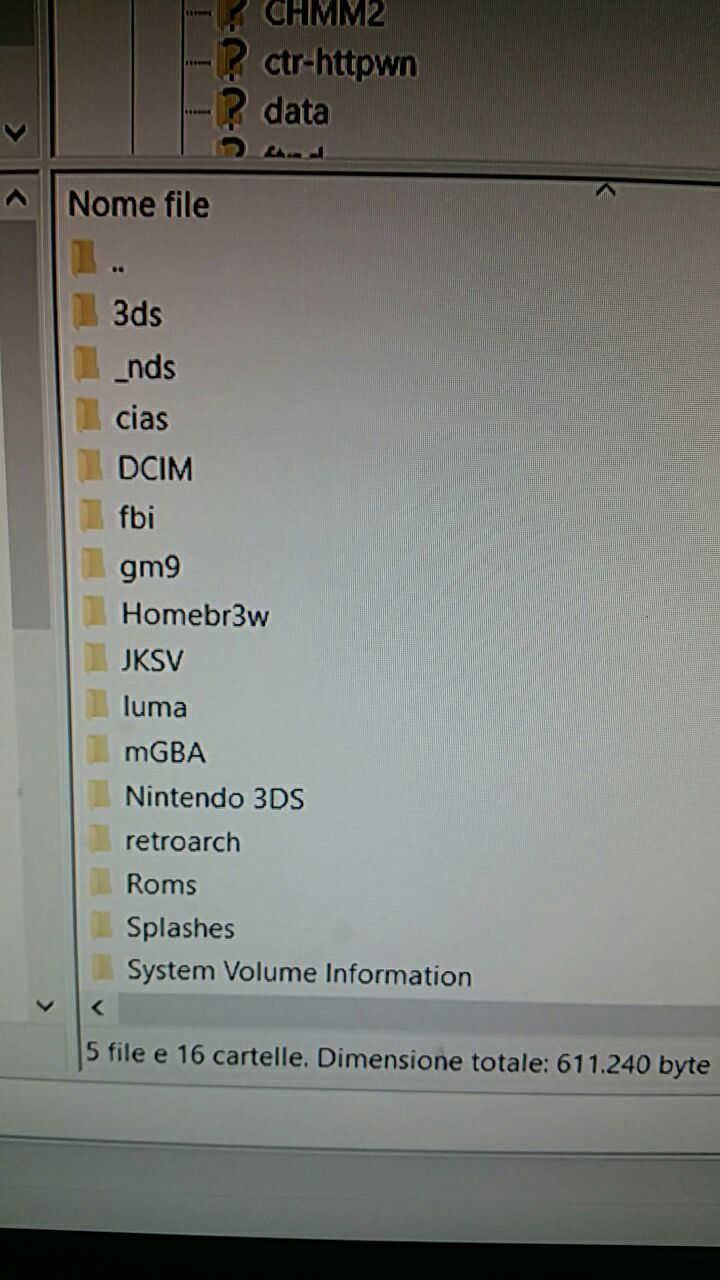 CHMM2
ctr-httpwn
data
Nome file
..
3ds
_nds
cias
DCIM
fbi
gm9
Homebr3w
JKSV
luma
mGBA
Nintendo 3DS
retroarch
Roms
Splashes
System Volume Information
5 file e 16 cartelle. Dimensione totale: 611.240 byte